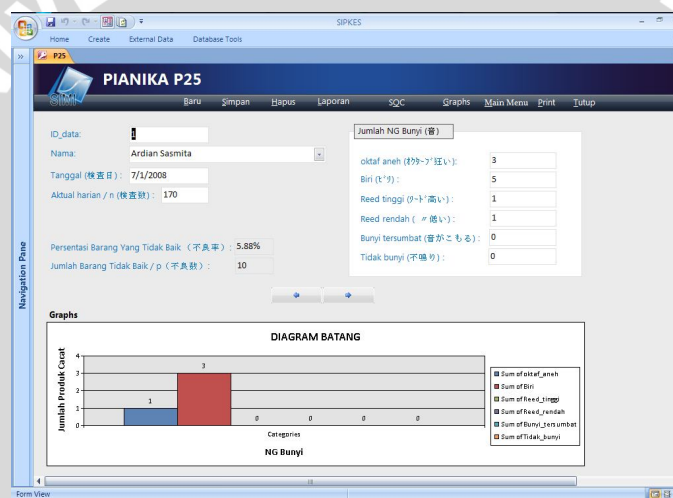 SIPKES
Home Create External Data Database Tools
P25
PIANIKA P25
SIMI
Baru Simpan Hapus Laporan SQC Graphs Main Menu Print Tutup
ID_data: 1
Nama: Ardian Sasmita
Tanggal (検査日) : 7/1/2008
Aktual harian / n (検査数) : 170
Persentasi Barang Yang Tidak Baik (不良率) : 5.88%
Jumlah Barang Tidak Baik / p (不良数) : 10
Jumlah NG Bunyi (音)
oktaf aneh (ｵｸﾀｰﾌﾞ狂い): 3
Biri (ﾋﾞﾘ) : 5
Reed tinggi (ﾘｰﾄﾞ高い) : 1
Reed rendah ( 〃 低い) : 1
Bunyi tersumbat (音がこもる) : 0
Tidak bunyi (不鳴り) : 0
Navigation Pane
Graphs
DIAGRAM BATANG
Jumlah Produk Carat
4
3
2
1
0
1 3 0 0 0 0
Categories
NG Bunyi
Sum of oktaf_aneh
Sum of Biri
Sum of Reed_tinggi
Sum of Reed_rendah
Sum of Bunyi_tersumbat
Sum of Tidak_bunyi
Form View